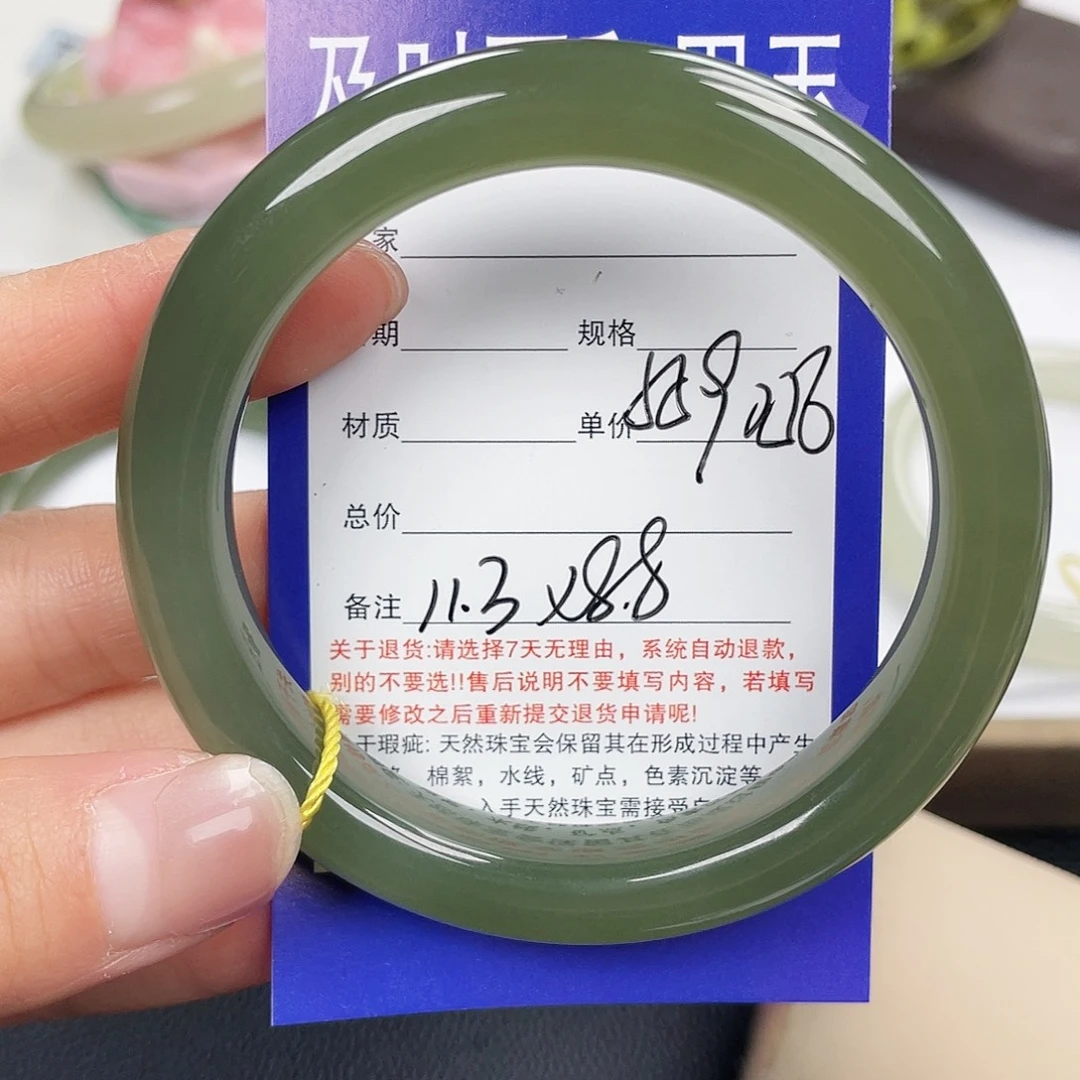 及时
玉
家
期 规格
材质 单价
总价
备注 11.3x8.8
关于退货:请选择7天无理由，系统自动退款，
别的不要选!!售后说明不要填写内容，若填写
需要修改之后重新提交退货申请呢!
于瑕疵: 天然珠宝会保留其在形成过程中产生
棉絮，水线，矿点，色素沉淀等
入手天然珠宝需接受